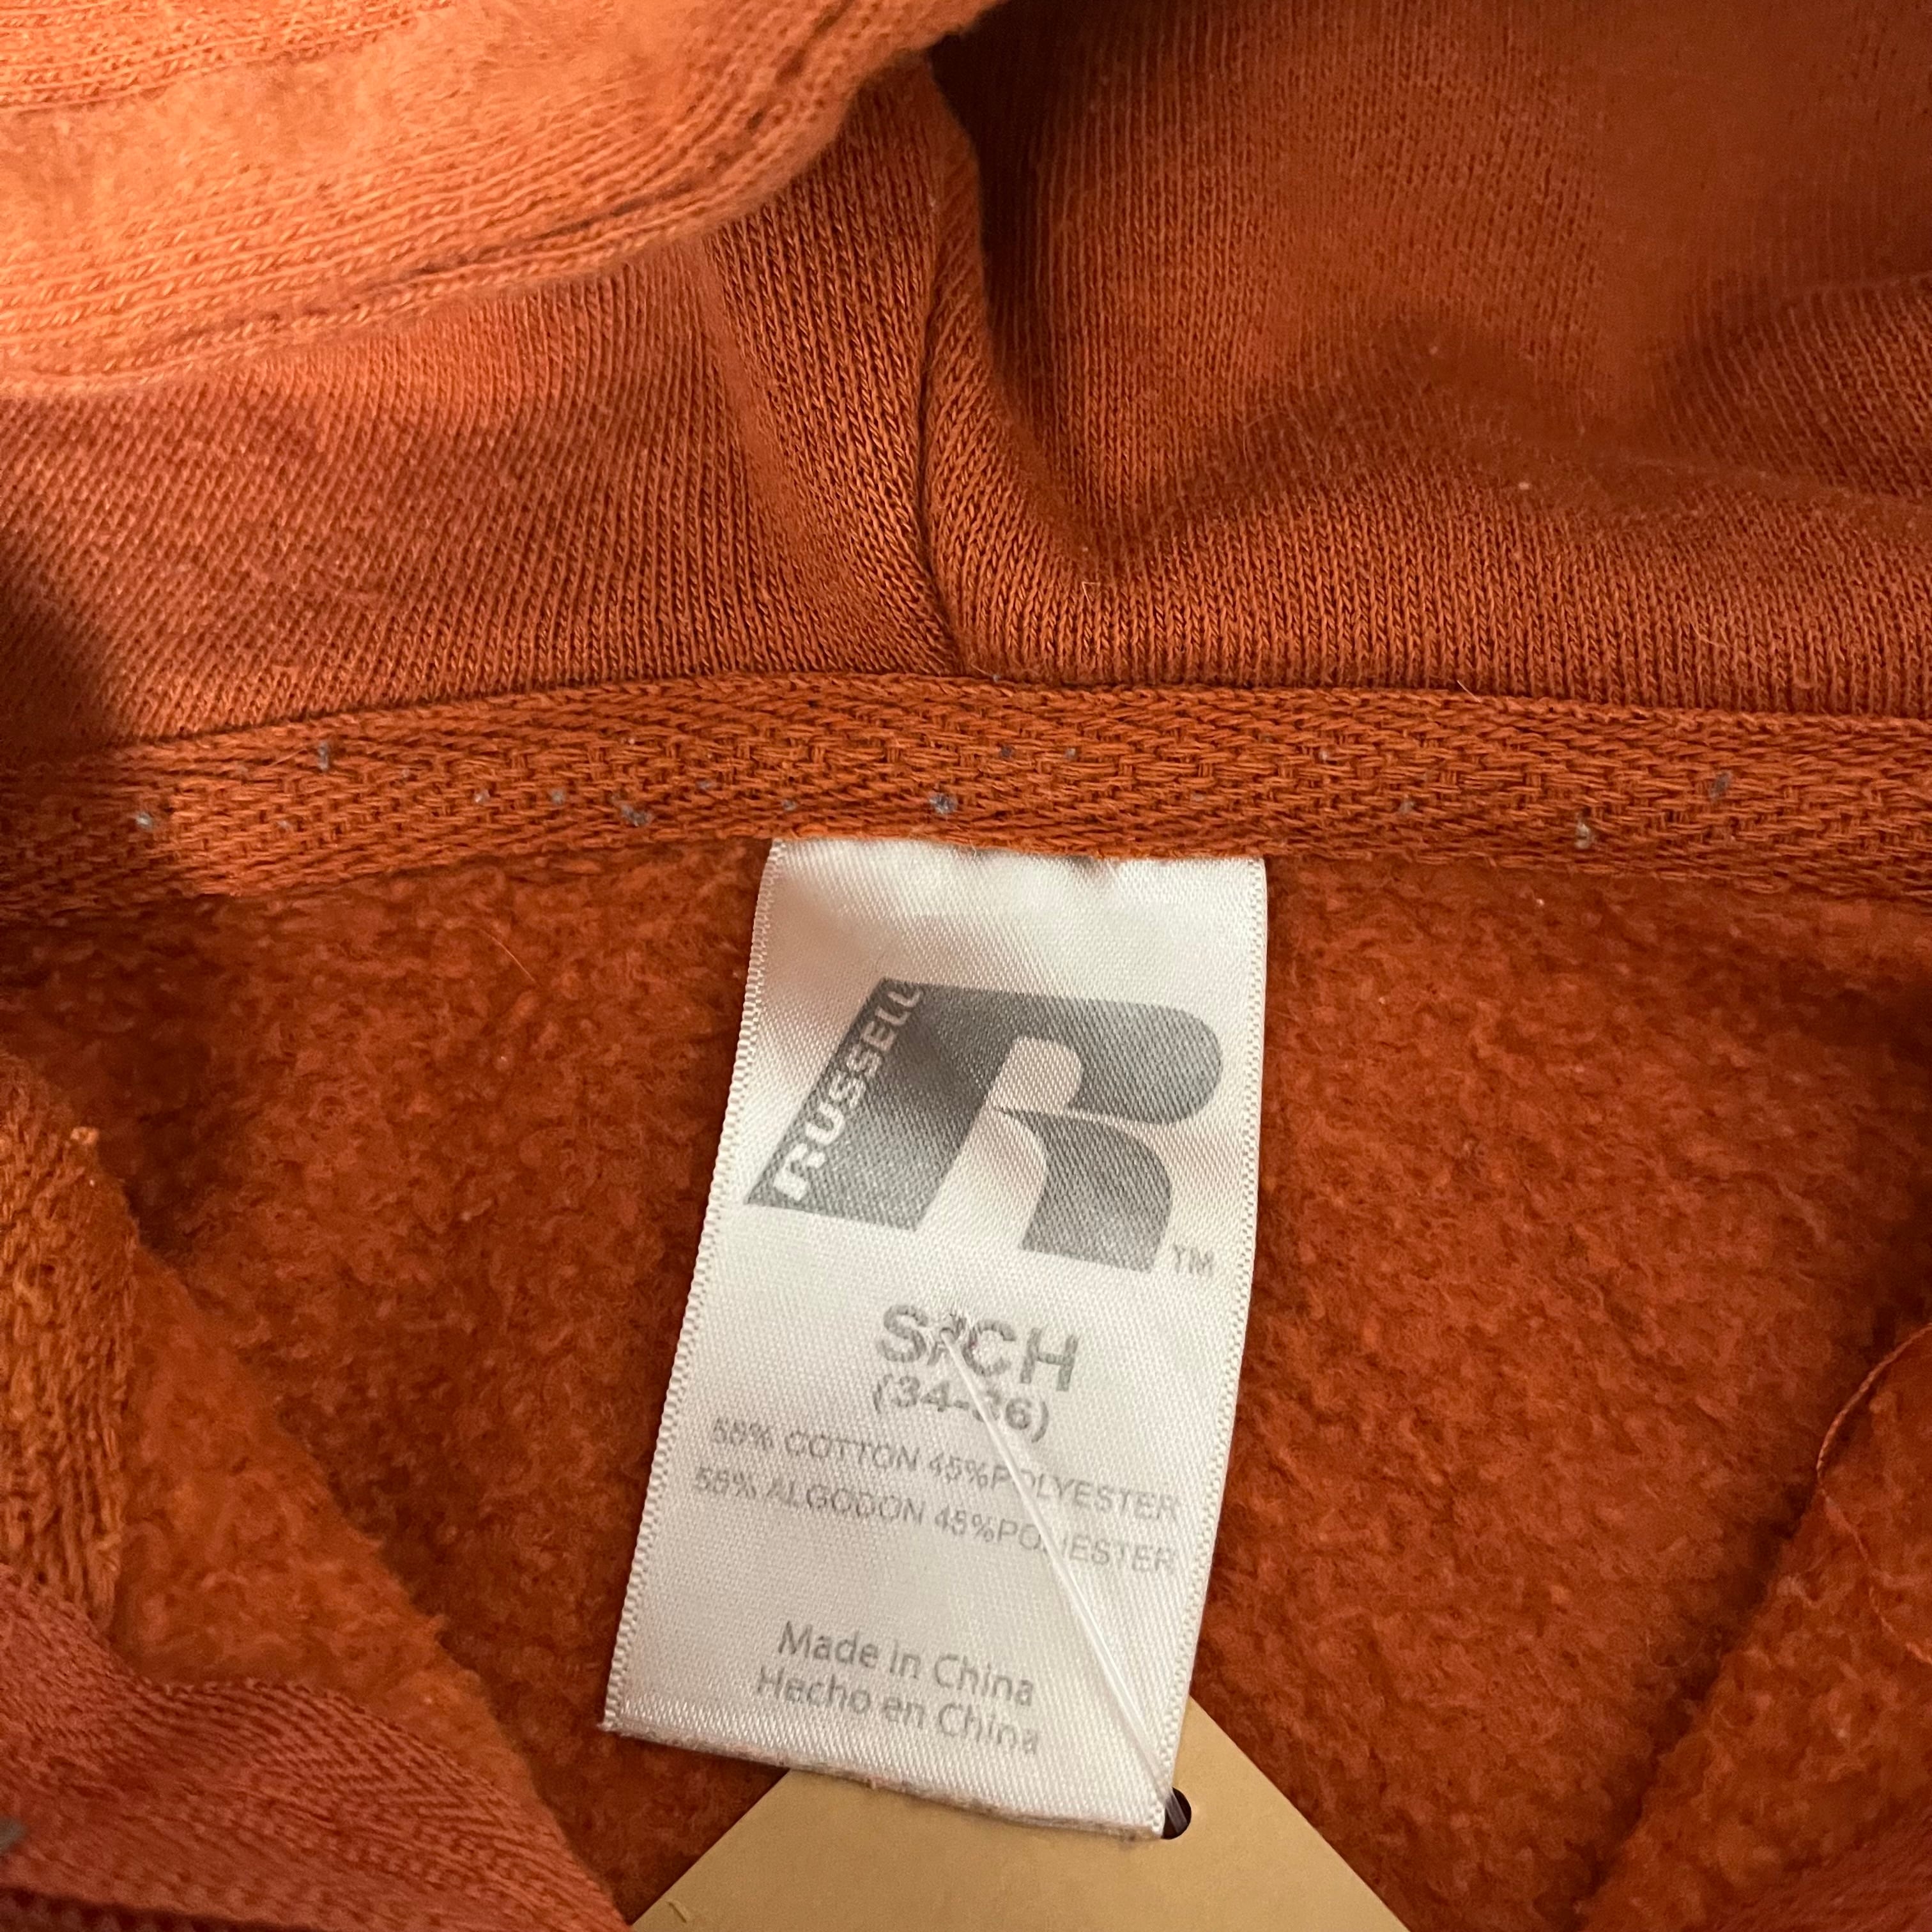 RUSSELL
R
TM
S/CH
(34-36)
55% COTTON 45%POLYESTER
55% ALGODON 45%POLIESTER
Made in China
Hecho en China